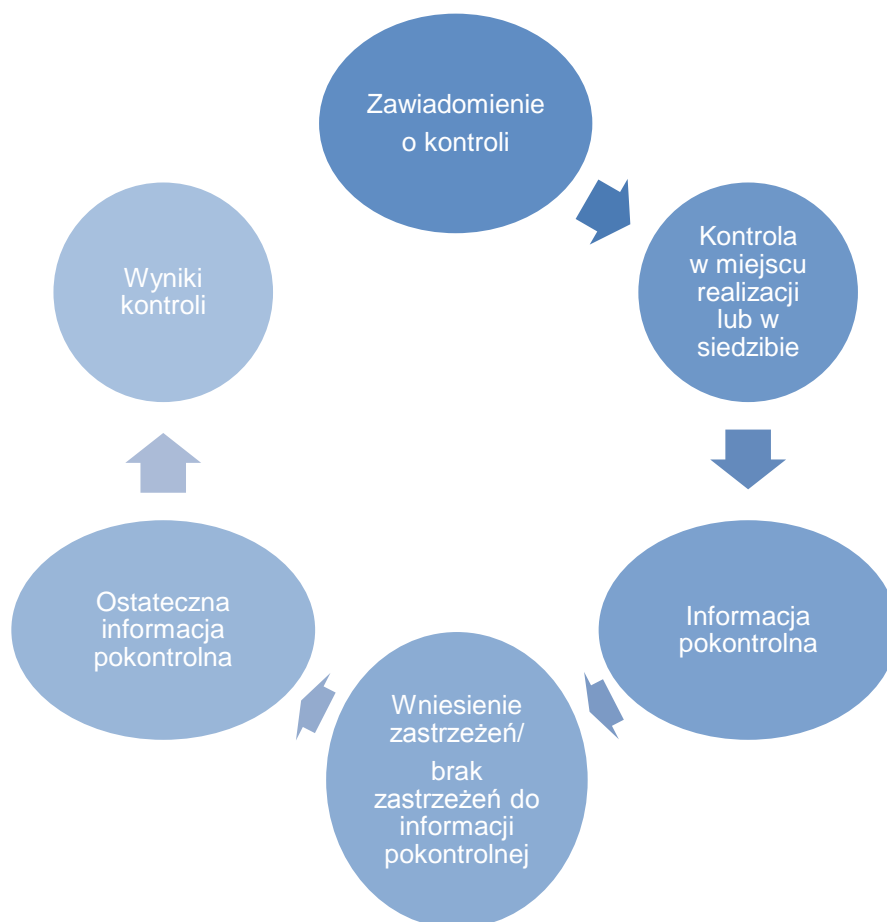 Zawiadomienie
o kontroli
Kontrola
w miejscu
realizacji
lub w
siedzibie
Informacja
pokontrolna
Wniesienie
zastrzeżeń/
brak
zastrzeżeń do
informacji
pokontrolnej
Ostateczna
informacja
pokontrolna
Wyniki
kontroli